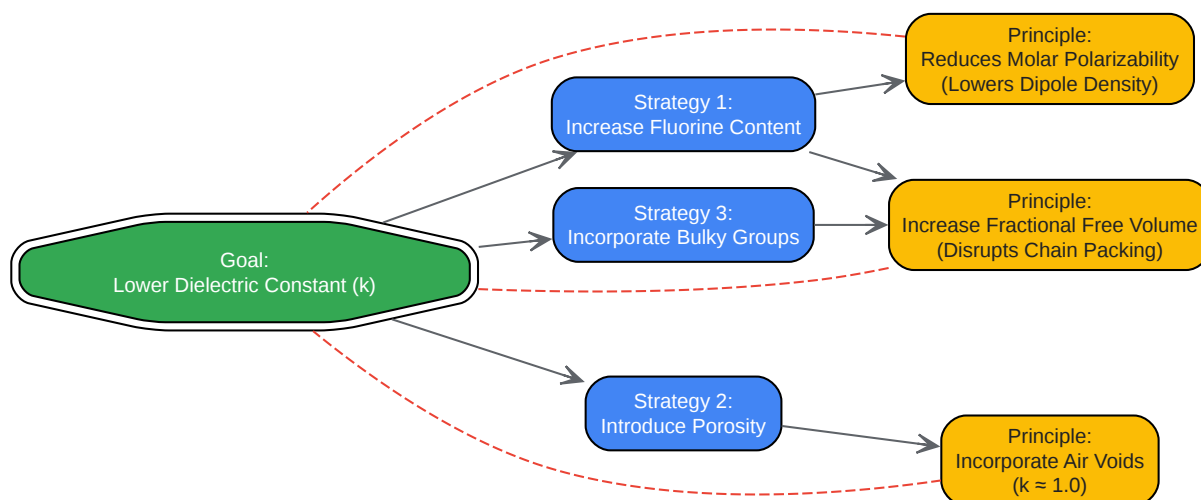 Principle:
Reduces Molar Polarizability
(Lowers Dipole Density)
Strategy 1:
Increase Fluorine Content
Principle:
Increase Fractional Free Volume
(Disrupts Chain Packing)
Strategy 3:
Incorporate Bulky Groups
Goal:
Lower Dielectric Constant (k)
Strategy 2:
Introduce Porosity
Principle:
Incorporate Air Voids
(k ≈ 1.0)